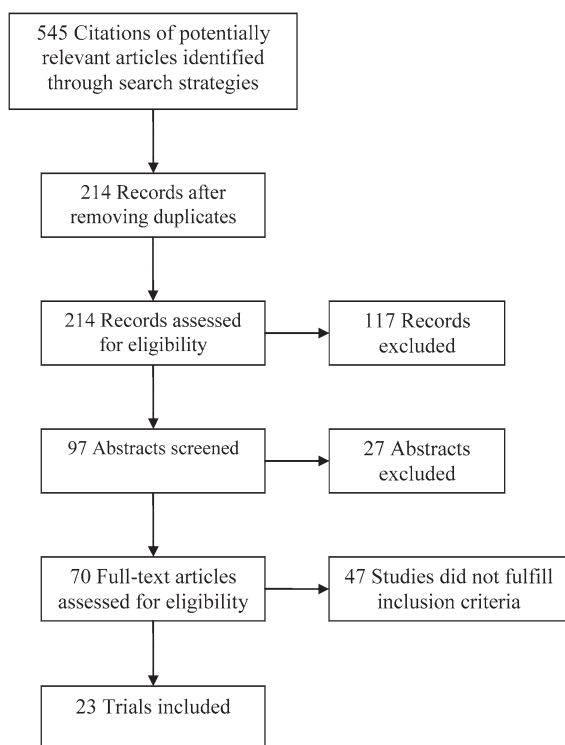 545 Citations of potentially
relevant articles identified
through search strategies
214 Records after
removing duplicates
214 Records assessed
for eligibility
117 Records
excluded
97 Abstracts screened
27 Abstracts
excluded
70 Full-text articles
assessed for eligibility
47 Studies did not fulfill
inclusion criteria
23 Trials included